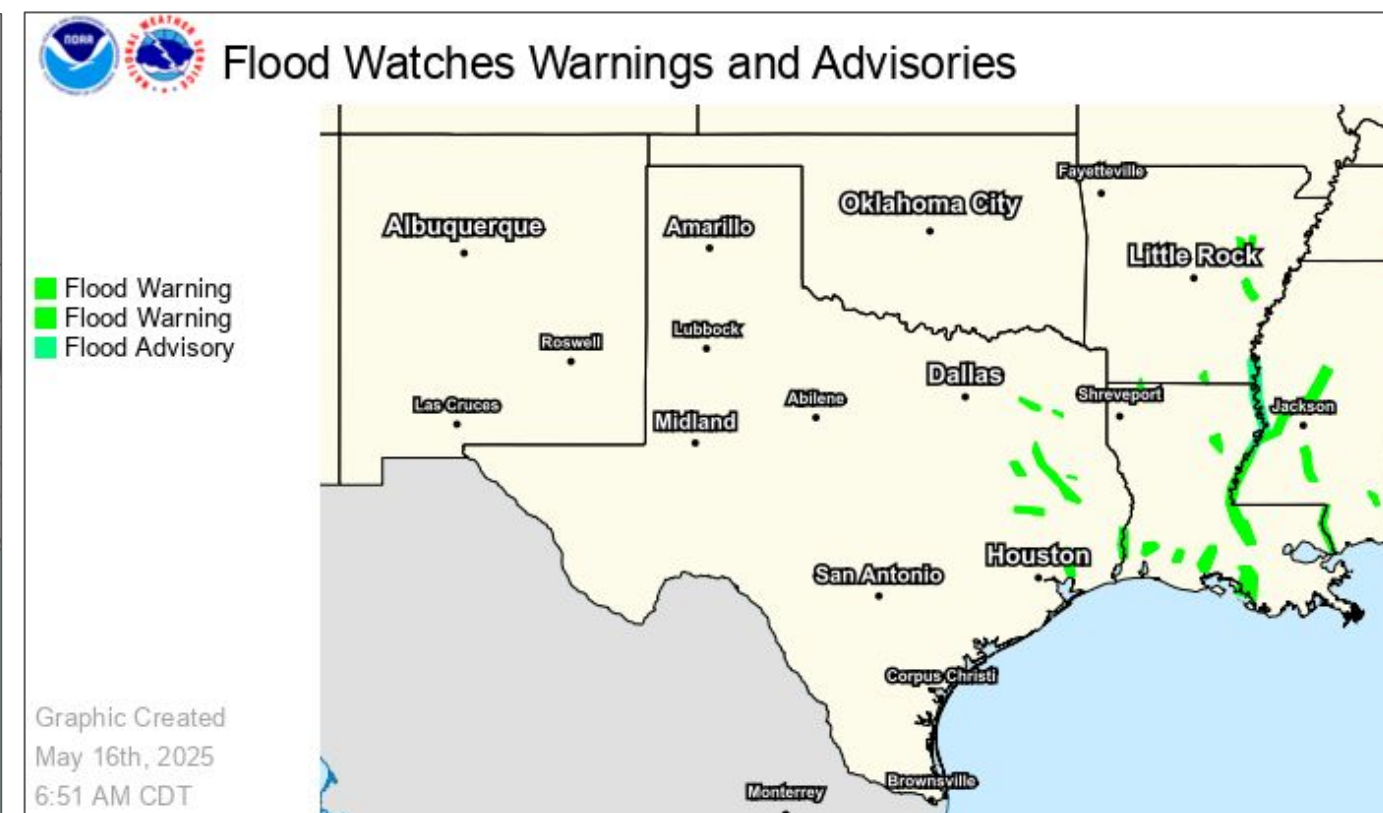 NOAA
NATIONAL WEATHER SERVICE
Flood Watches Warnings and Advisories
Flood Warning
Flood Warning
Flood Advisory
Fayetteville
Oklahoma City
Albuquerque
Amarillo
Little Rock
Lubbock
Roswell
Dallas
Abilene
Shreveport
Las Cruces
Jackson
Midland
Houston
San Antonio
Corpus Christi
Brownsville
Monterrey
Graphic Created
May 16th, 2025
6:51 AM CDT